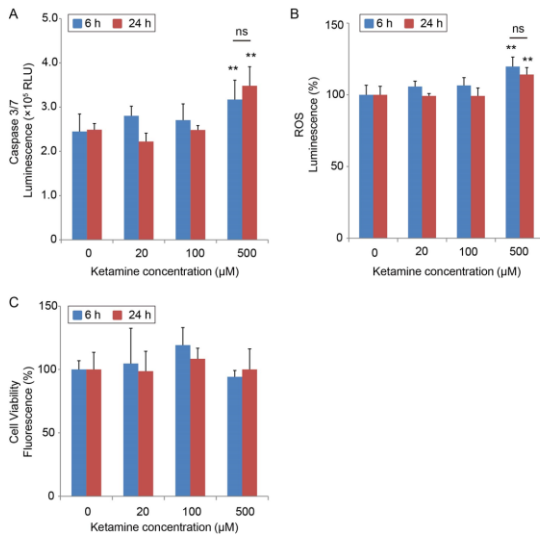 A
6 h 24 h
ns
** **
5.0
4.0
3.0
2.0
1.0
0
Caspase 3/7
Luminescence (×10⁵ RLU)
0 20 100 500
Ketamine concentration (µM)
B
6 h 24 h
ns
** **
150
100
50
0
ROS
Luminescence (%)
0 20 100 500
Ketamine concentration (µM)
C
6 h 24 h
150
100
50
0
Cell Viability
Fluorescence (%)
0 20 100 500
Ketamine concentration (µM)